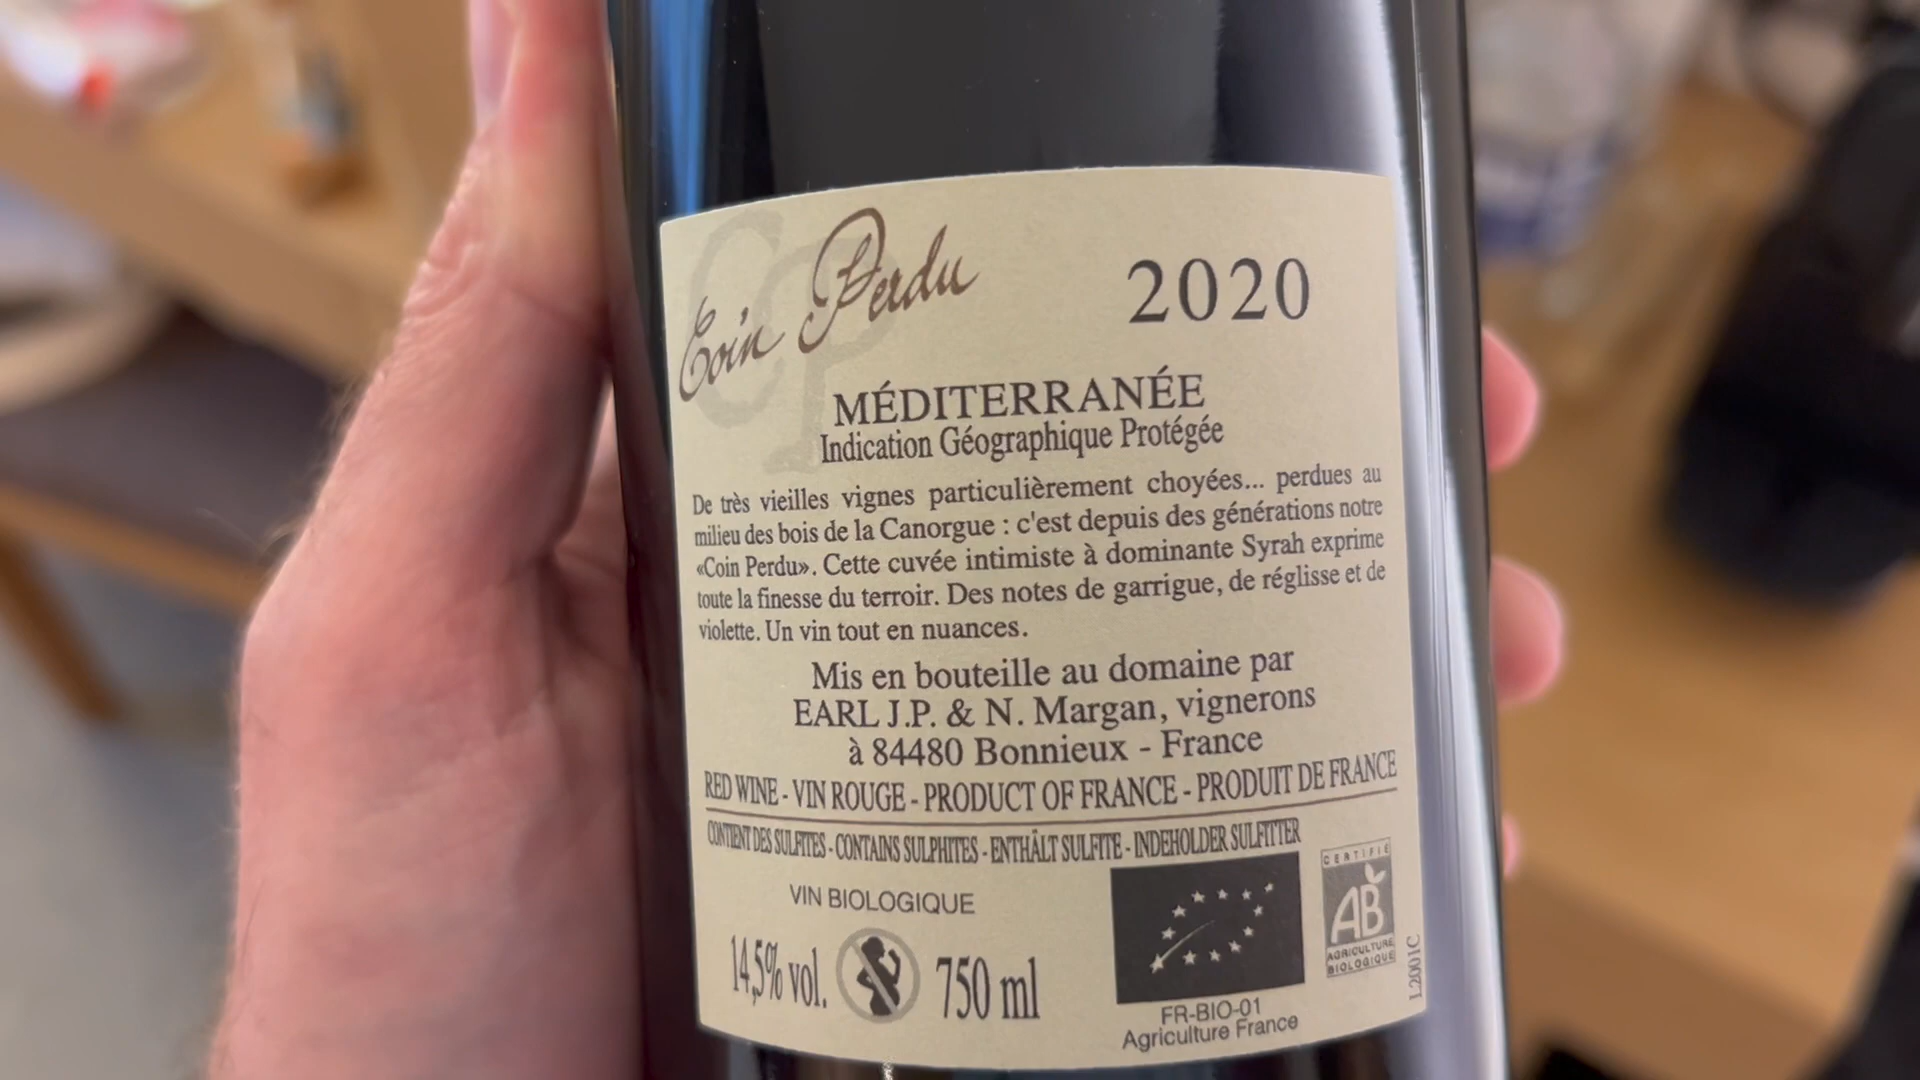 Coin Perdu
2020
MÉDITERRANÉE
Indication Géographique Protégée
De très vieilles vignes particulièrement choyées... perdues au
milieu des bois de la Canorgue : c'est depuis des générations notre
«Coin Perdu». Cette cuvée intimiste à dominante Syrah exprime
toute la finesse du terroir. Des notes de garrigue, de réglisse et de
violette. Un vin tout en nuances.
Mis en bouteille au domaine par
EARL J.P. & N. Margan, vignerons
à 84480 Bonnieux - France
RED WINE - VIN ROUGE - PRODUCT OF FRANCE - PRODUIT DE FRANCE
CONTIENT DES SULFITES - CONTAINS SULPHITES - ENTHÄLT SULFITE - INDEHOLDER SULFITTER
VIN BIOLOGIQUE
14,5% vol.
750 ml
FR-BIO-01
Agriculture France
CERTIFIÉ
AB
AGRICULTURE
BIOLOGIQUE
L2001C